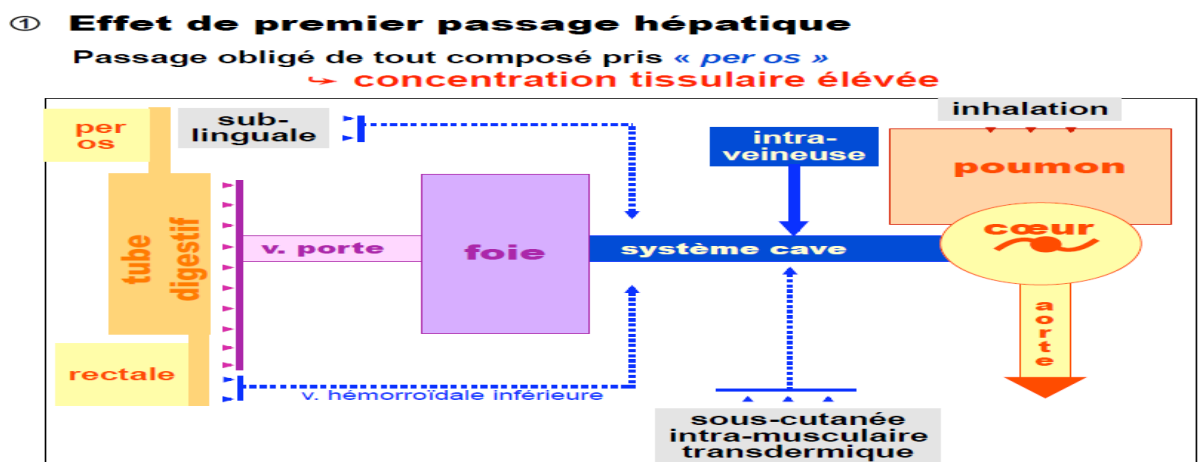 ① Effet de premier passage hépatique
Passage obligé de tout composé pris « per os »
↪ concentration tissulaire élévée
per
os
sub-
linguale
intra-
veineuse
inhalation
poumon
tube
digestif
v. porte
foie
système cave
cœur
aorte
rectale
v. hémorroïdale inférieure
sous-cutanée
intra-musculaire
transdermique